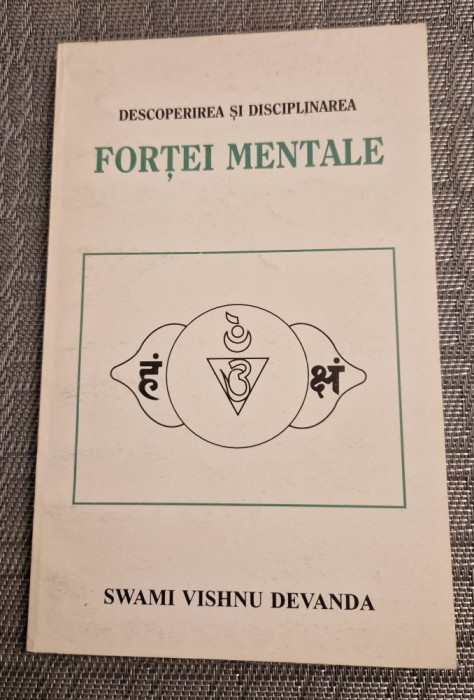 DESCOPERIREA ȘI DISCIPLINAREA
FORȚEI MENTALE
ॐ
हं
क्षं
SWAMI VISHNU DEVANDA